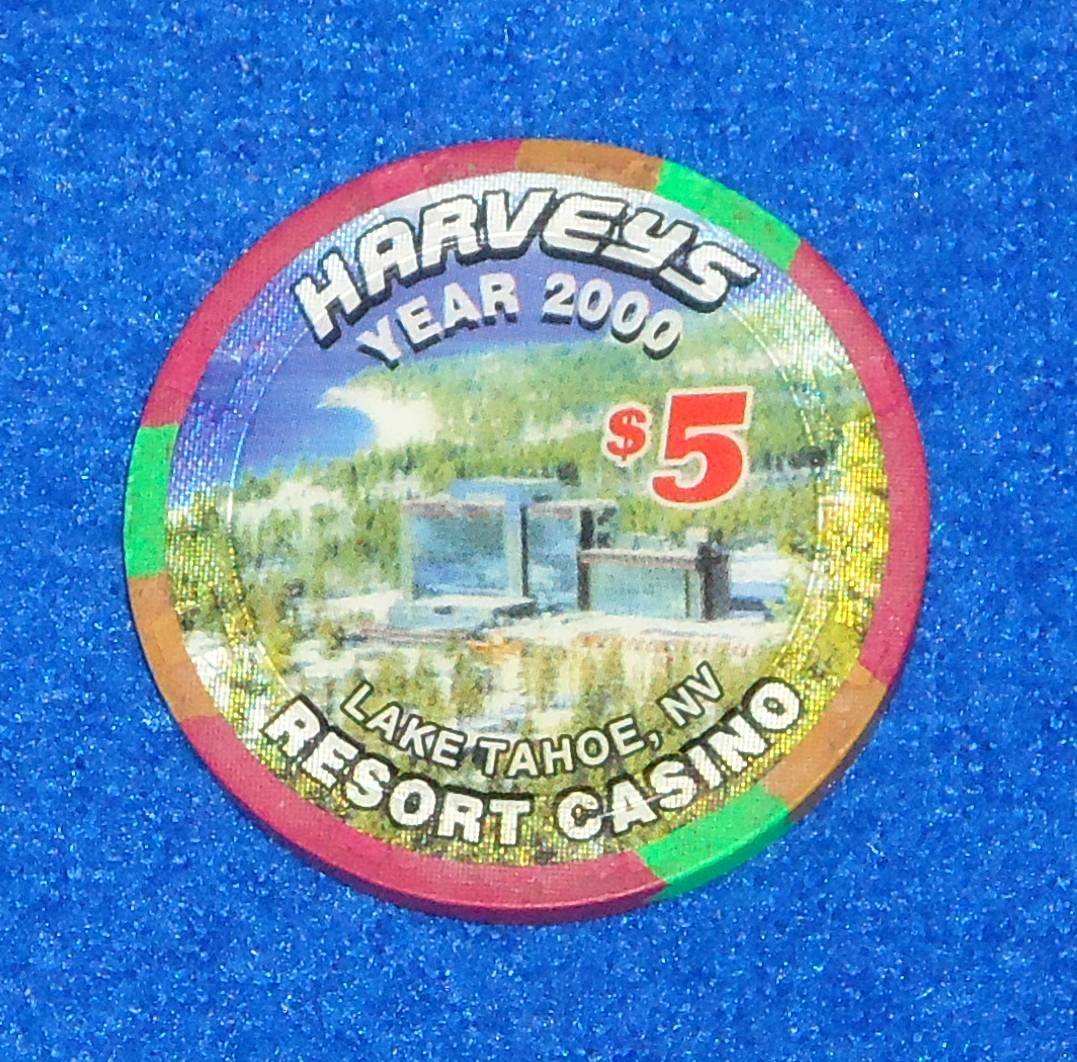 HARVEYS
YEAR 2000
$5
LAKE TAHOE, NV
RESORT CASINO